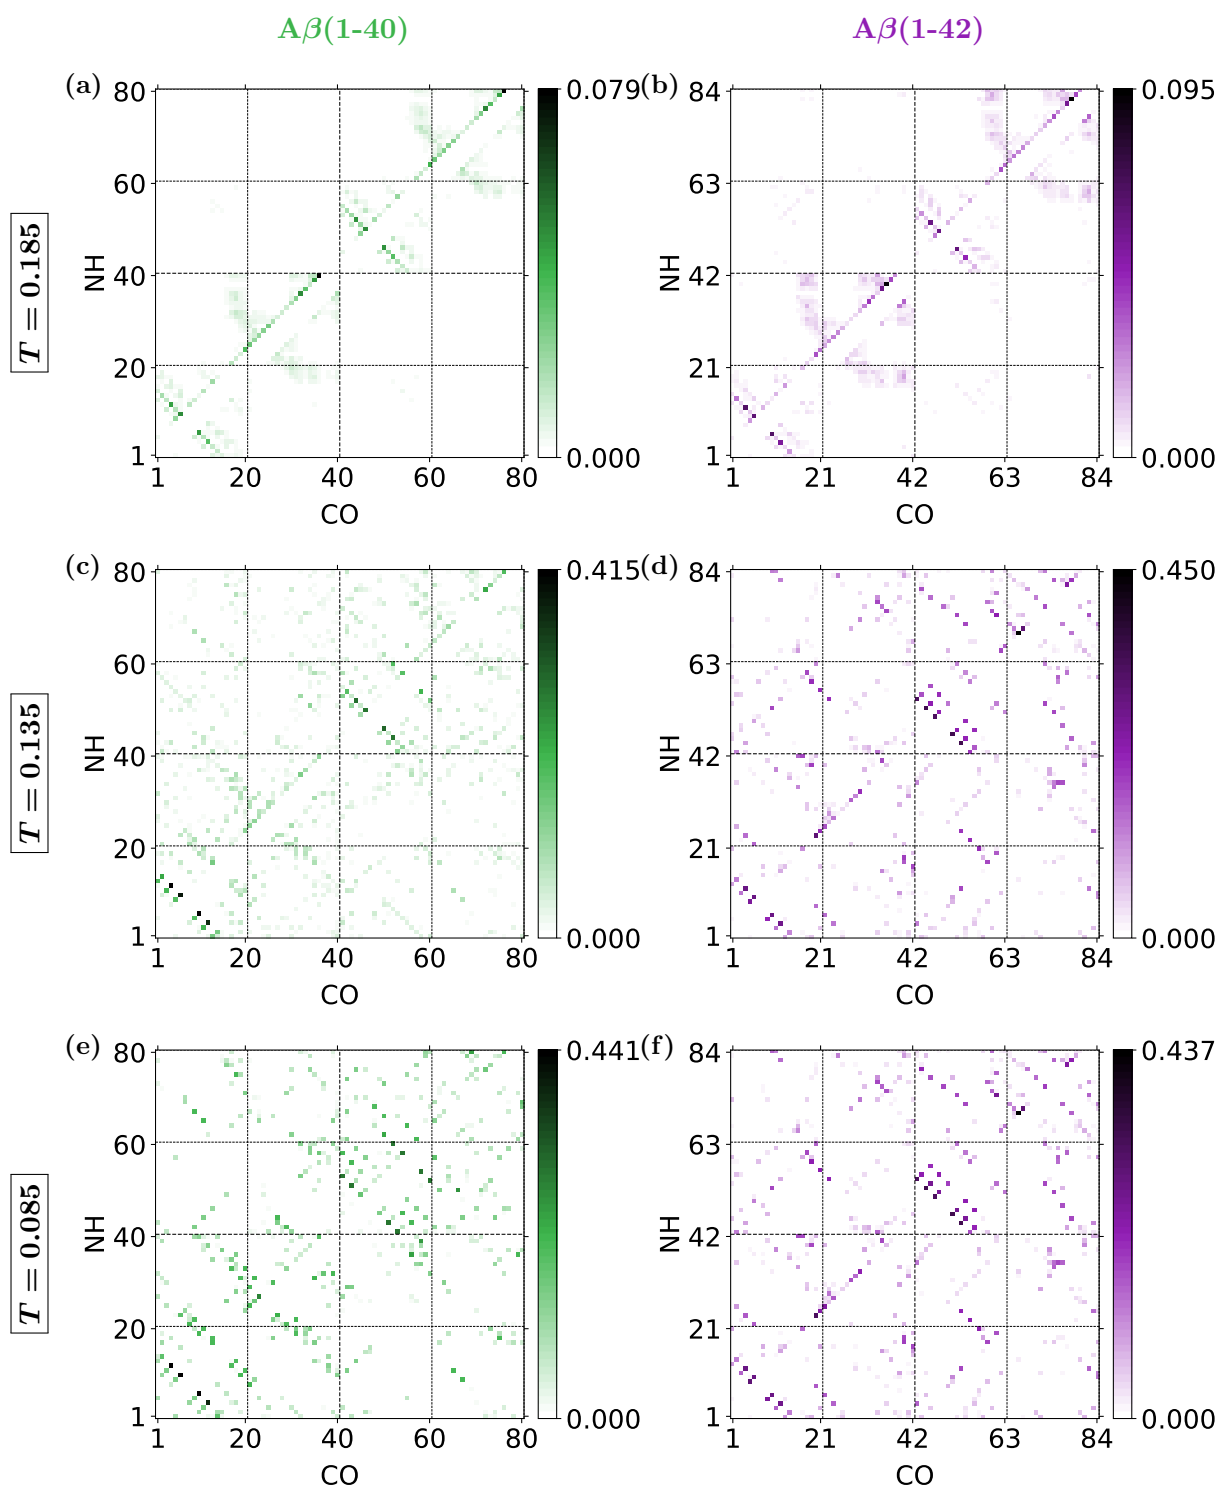 Aβ(1-40) Aβ(1-42)
(a) 80 60 40 20 1 NH 1 20 40 60 80 CO 0.079 0.000
(b) 84 63 42 21 1 NH 1 21 42 63 84 CO 0.095 0.000
T = 0.185
(c) 80 60 40 20 1 NH 1 20 40 60 80 CO 0.415 0.000
(d) 84 63 42 21 1 NH 1 21 42 63 84 CO 0.450 0.000
T = 0.135
(e) 80 60 40 20 1 NH 1 20 40 60 80 CO 0.441 0.000
(f) 84 63 42 21 1 NH 1 21 42 63 84 CO 0.437 0.000
T = 0.085